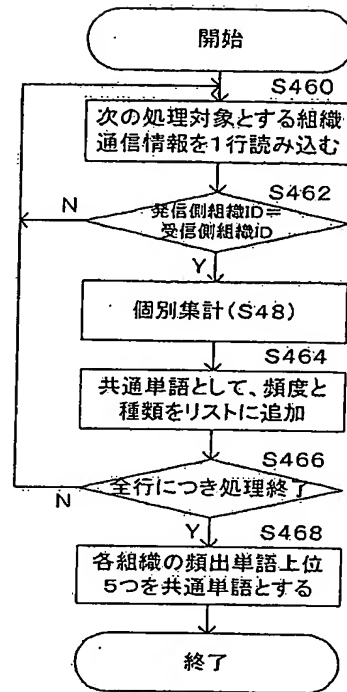 開始
S460
次の処理対象とする組織
通信情報を1行読み込む
S462
N
発信側組織ID=
受信側組織ID
Y
個別集計(S48)
S464
共通単語として、頻度と
種類をリストに追加
S466
全行につき処理終了
N
Y
S468
各組織の頻出単語上位
5つを共通単語とする
終了